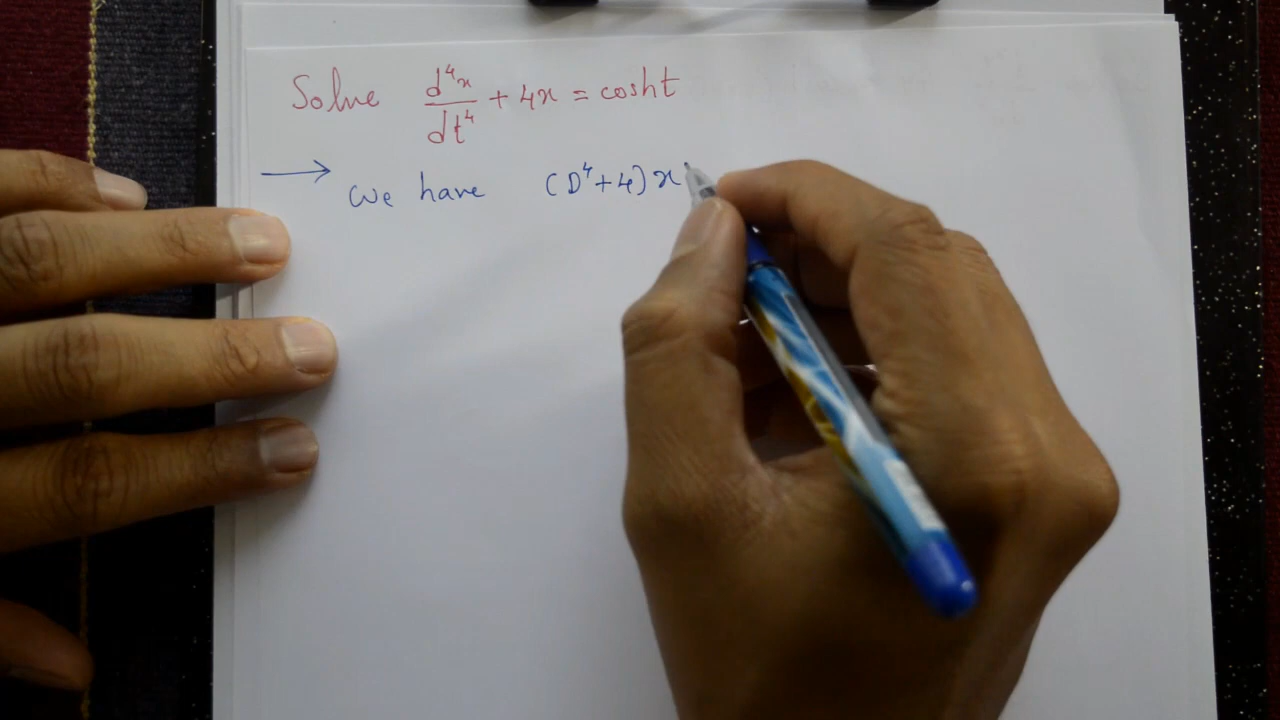 Solve d⁴x/dt⁴ + 4x = cosht
→ We have (D⁴+4)x